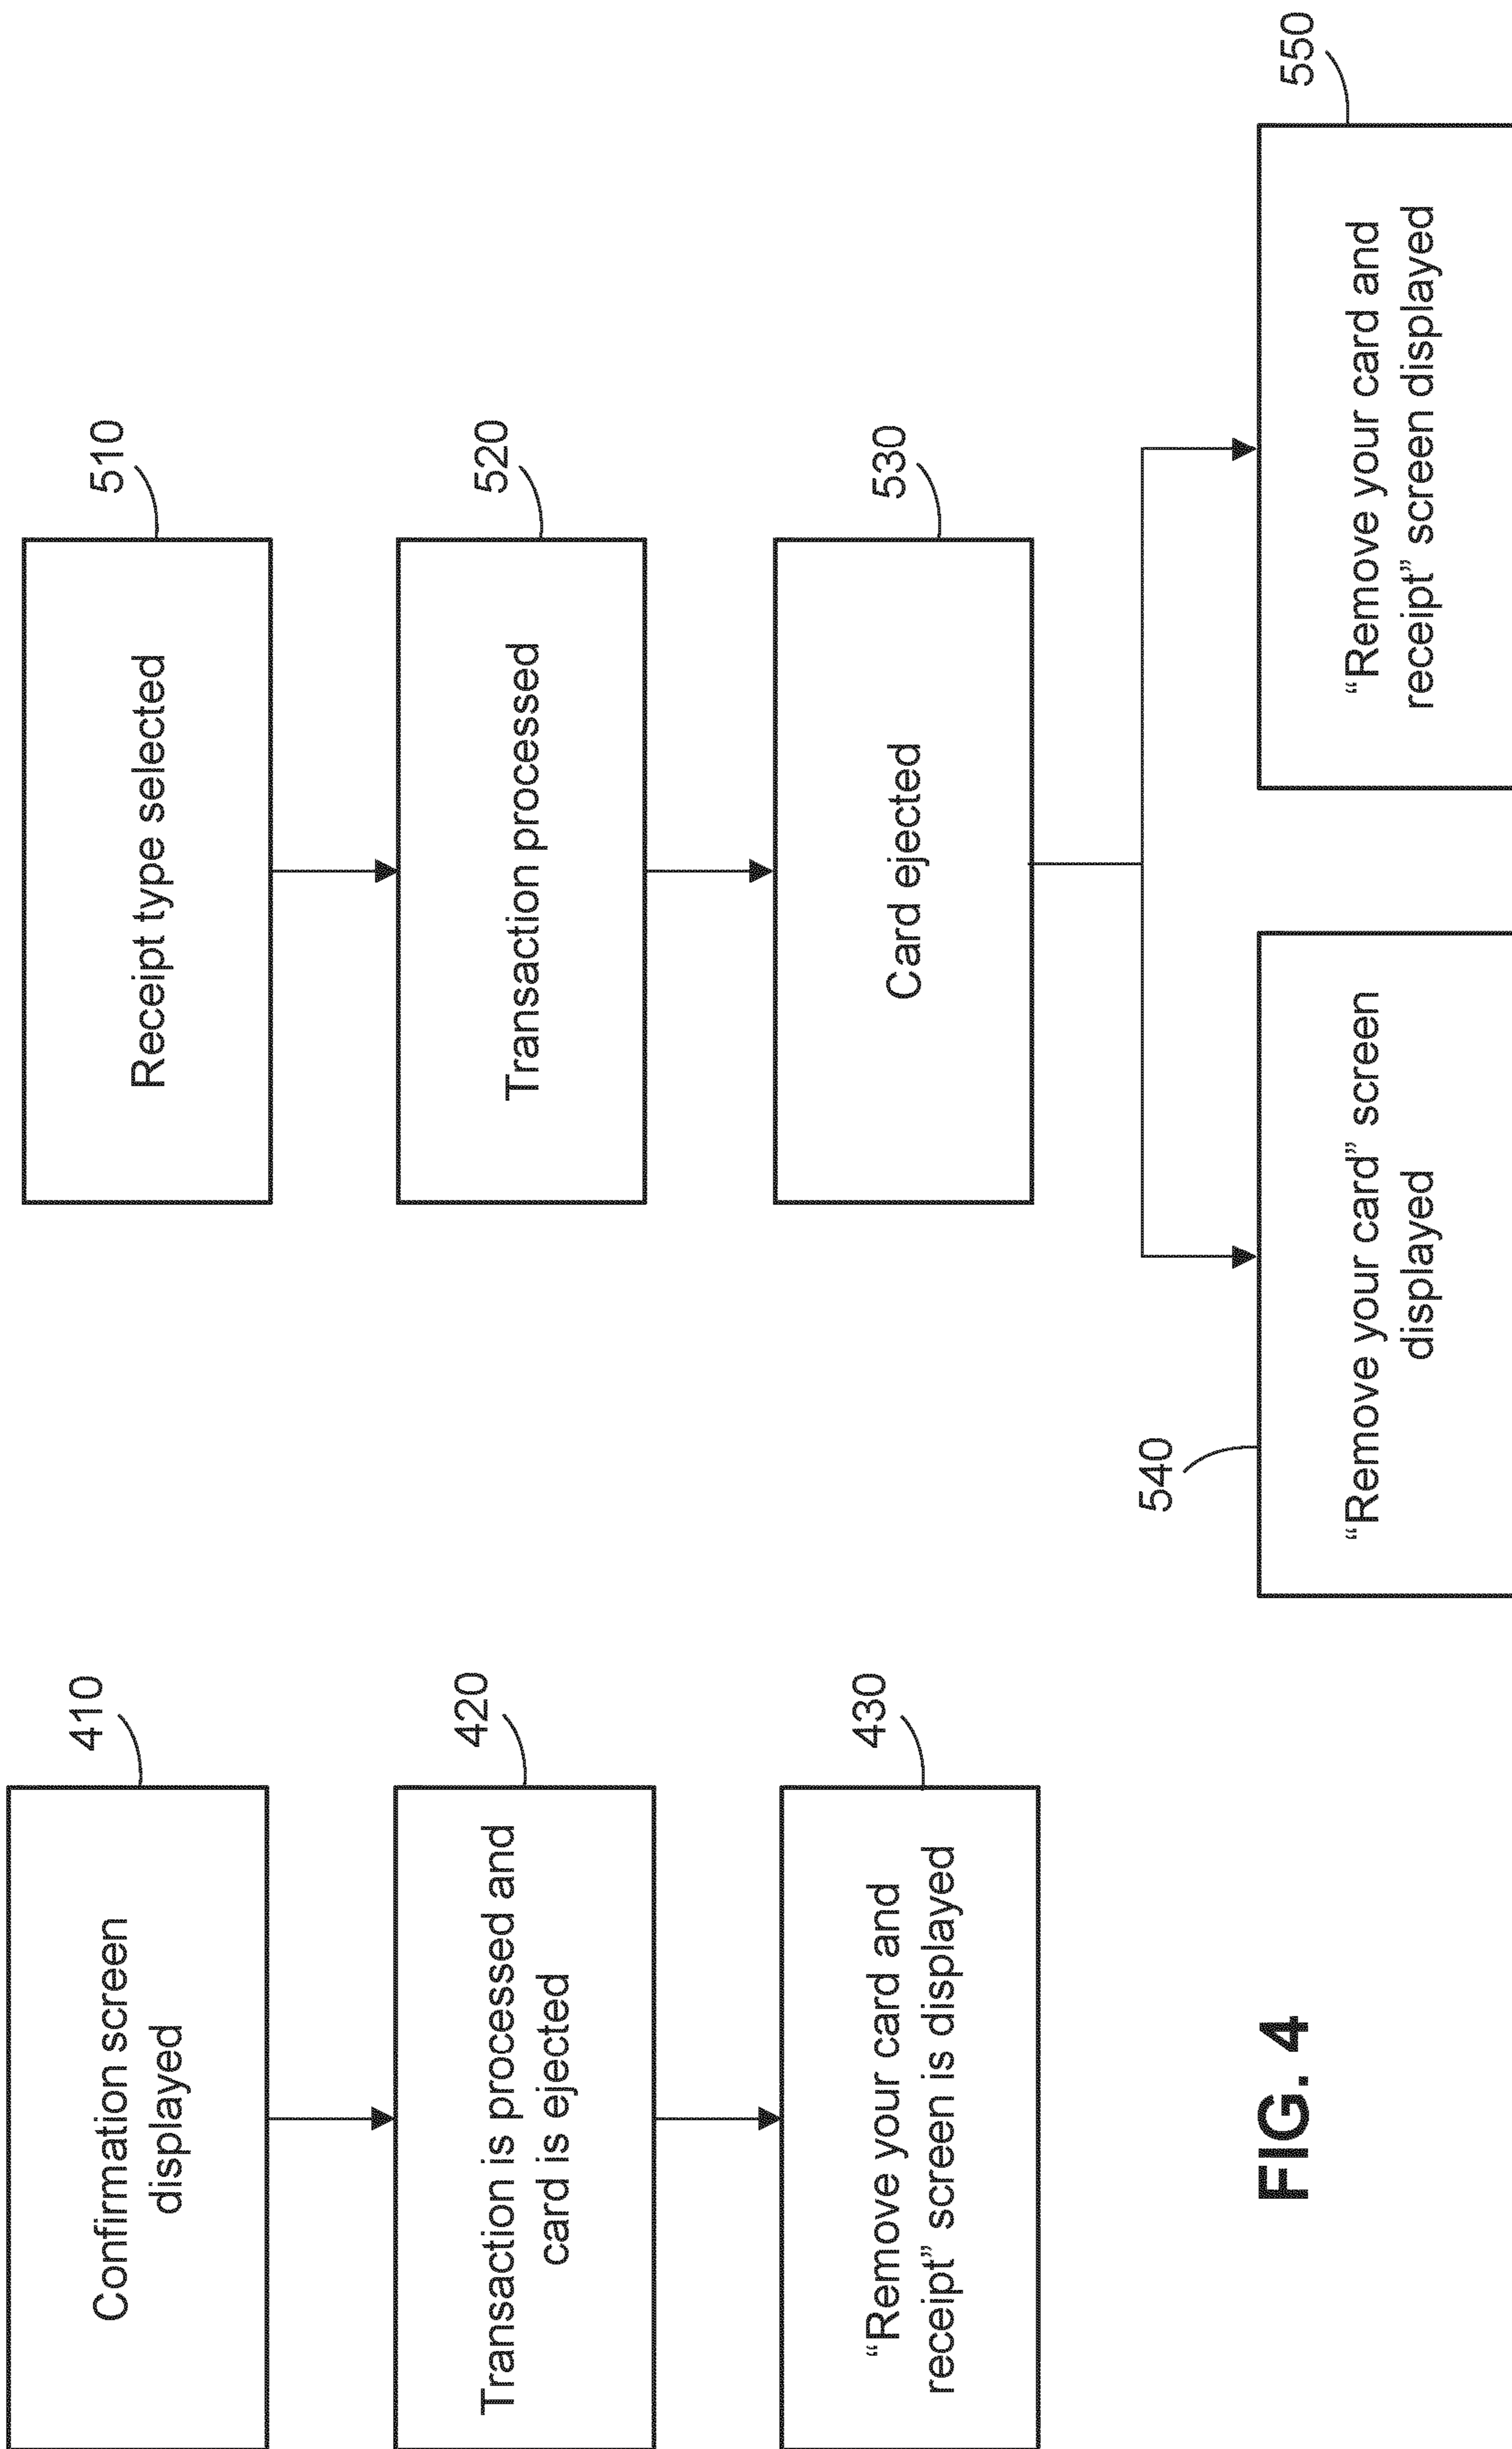 410
Confirmation screen
displayed
420
Transaction is processed and
card is ejected
430
“Remove your card and
receipt” screen is displayed
FIG. 4
510
Receipt type selected
520
Transaction processed
530
Card ejected
540
“Remove your card” screen
displayed
550
“Remove your card and
receipt” screen displayed